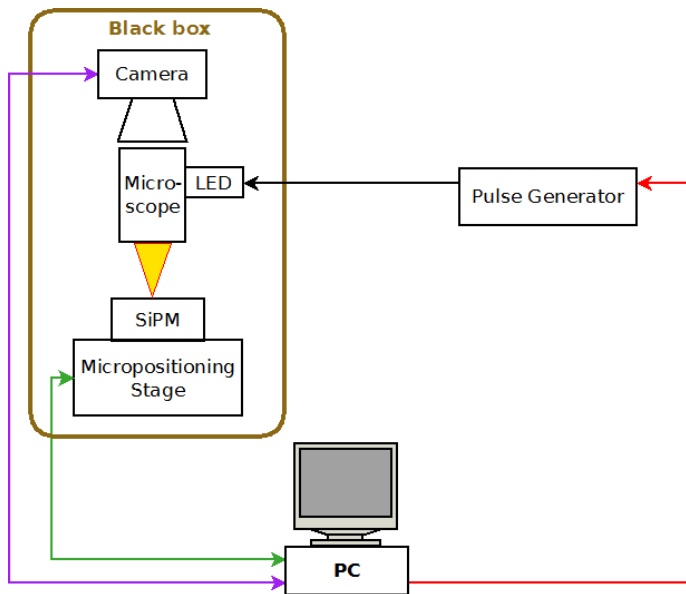 Black box
Camera
Micro-
scope
LED
Pulse Generator
SiPM
Micropositioning
Stage
PC